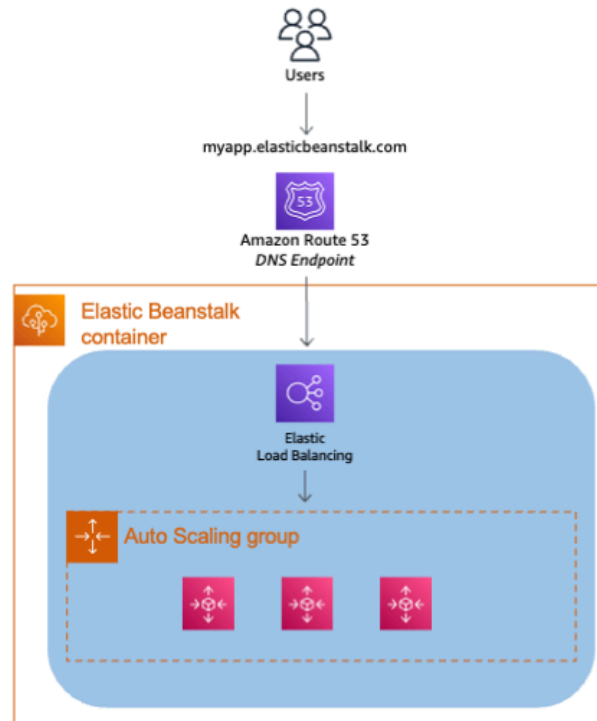 Users
myapp.elasticbeanstalk.com
53
Amazon Route 53
DNS Endpoint
Elastic Beanstalk
container
Elastic
Load Balancing
Auto Scaling group